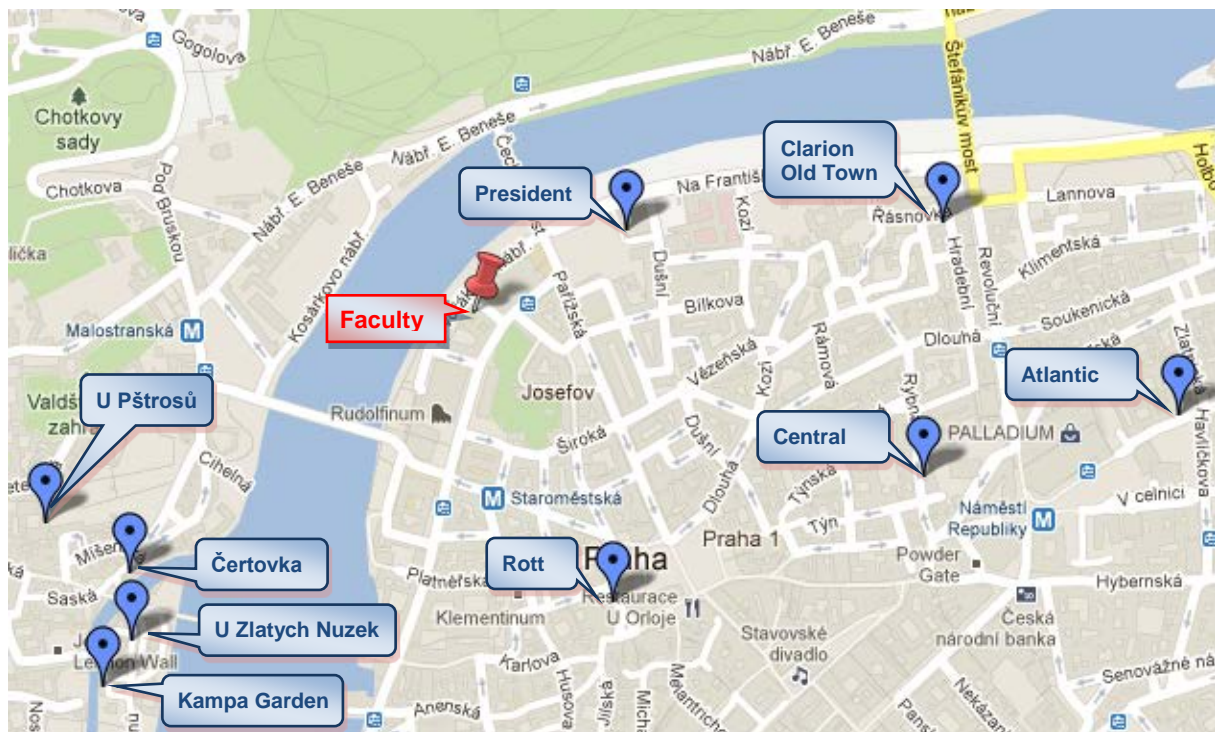 Gogolova
Nábř. E. Beneše
Štefánikův most
Chotkovy
sady
Nábř. E. Beneše
Clarion
Old Town
President
Na Františ
Kozí
Lannova
Chotkova
Pod Bruskou
Nábř. E. Beneše
Řásnovka
Klimentská
Kosárkovo nábř.
Dušní
Hradební
Revoluční
Faculty
Pařížská
Bílkova
Soukenická
Malostranská
Dlouhá
Zlatnická
Rámová
Vězeňská
Kozí
Atlantic
U Pštrosů
Josefov
Rudolfinum
Central
PALLADIUM
Havlíčkova
Široká
Dušní
Cihelná
Dlouhá
Týnská
Staroměstská
V celnici
Náměstí
Republiky
Týn
Praha 1
Čertovka
Rott
Praha
Powder
Gate
Platnéřská
Hybernská
Saská
Klementinum
Restaurace
U Orloje
Česká
národní banka
U Zlatych Nuzek
Stavovské
divadlo
Wall
Karlova
Senovážné
Kampa Garden
Husova
Jilská
Anenská